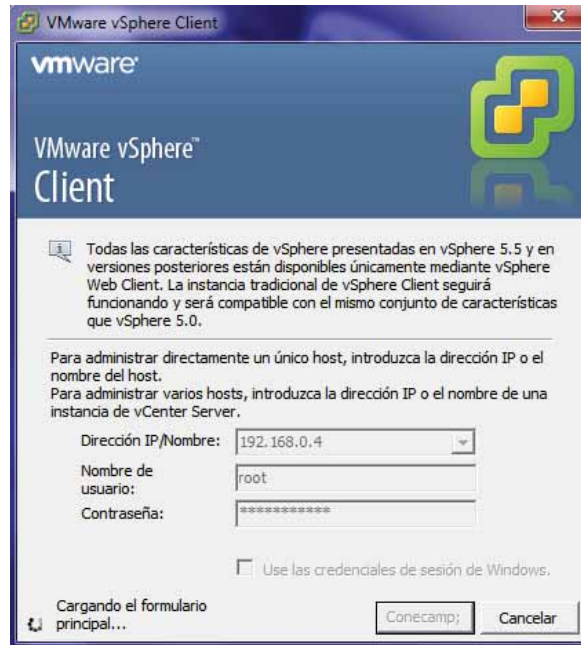 VMware vSphere Client
vmware
VMware vSphere™
Client
Todas las características de vSphere presentadas en vSphere 5.5 y en
versiones posteriores están disponibles únicamente mediante vSphere
Web Client. La instancia tradicional de vSphere Client seguirá
funcionando y será compatible con el mismo conjunto de características
que vSphere 5.0.
Para administrar directamente un único host, introduzca la dirección IP o el
nombre del host.
Para administrar varios hosts, introduzca la dirección IP o el nombre de una
instancia de vCenter Server.
Dirección IP/Nombre: 192.168.0.4
Nombre de
usuario: root
Contraseña: ***********
Use las credenciales de sesión de Windows.
Cargando el formulario
principal...
Conecamp; Cancelar